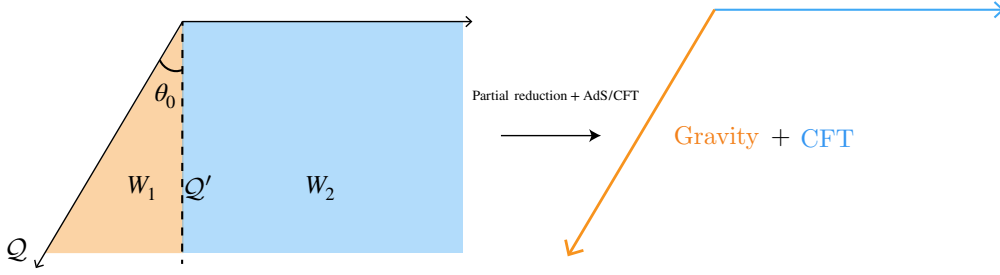 θ₀
W₁
𝒬′
W₂
𝒬
Partial reduction + AdS/CFT
Gravity + CFT